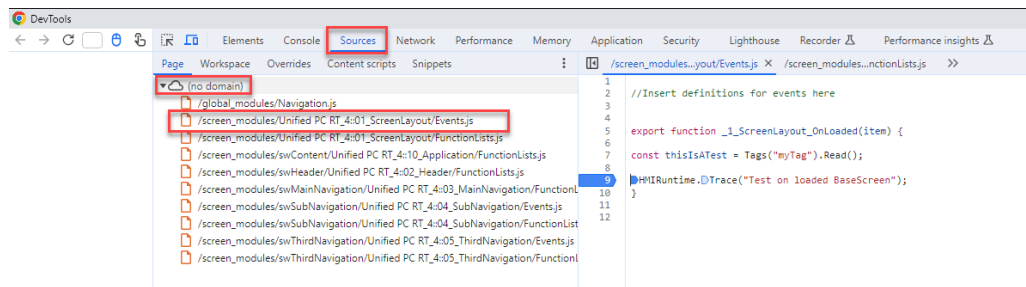 DevTools
Elements Console Sources Network Performance Memory Application Security Lighthouse Recorder Performance insights
Page Workspace Overrides Content scripts Snippets
/screen_modules...yout/Events.js × /screen_modules...nctionLists.js >>
(no domain)
/global_modules/Navigation.js
/screen_modules/Unified PC RT_4::01_ScreenLayout/Events.js
/screen_modules/Unified PC RT_4::01_ScreenLayout/FunctionLists.js
/screen_modules/swContent/Unified PC RT_4::10_Application/FunctionLists.js
/screen_modules/swHeader/Unified PC RT_4::02_Header/FunctionLists.js
/screen_modules/swMainNavigation/Unified PC RT_4::03_MainNavigation/FunctionL
/screen_modules/swSubNavigation/Unified PC RT_4::04_SubNavigation/Events.js
/screen_modules/swSubNavigation/Unified PC RT_4::04_SubNavigation/FunctionList
/screen_modules/swThirdNavigation/Unified PC RT_4::05_ThirdNavigation/Events.js
/screen_modules/swThirdNavigation/Unified PC RT_4::05_ThirdNavigation/FunctionL
1
2 //Insert definitions for events here
3
4
5 export function _1_ScreenLayout_OnLoaded(item) {
6
7 const thisIsATest = Tags("myTag").Read();
8
9 HMIRuntime.Trace("Test on loaded BaseScreen");
10 }
11
12